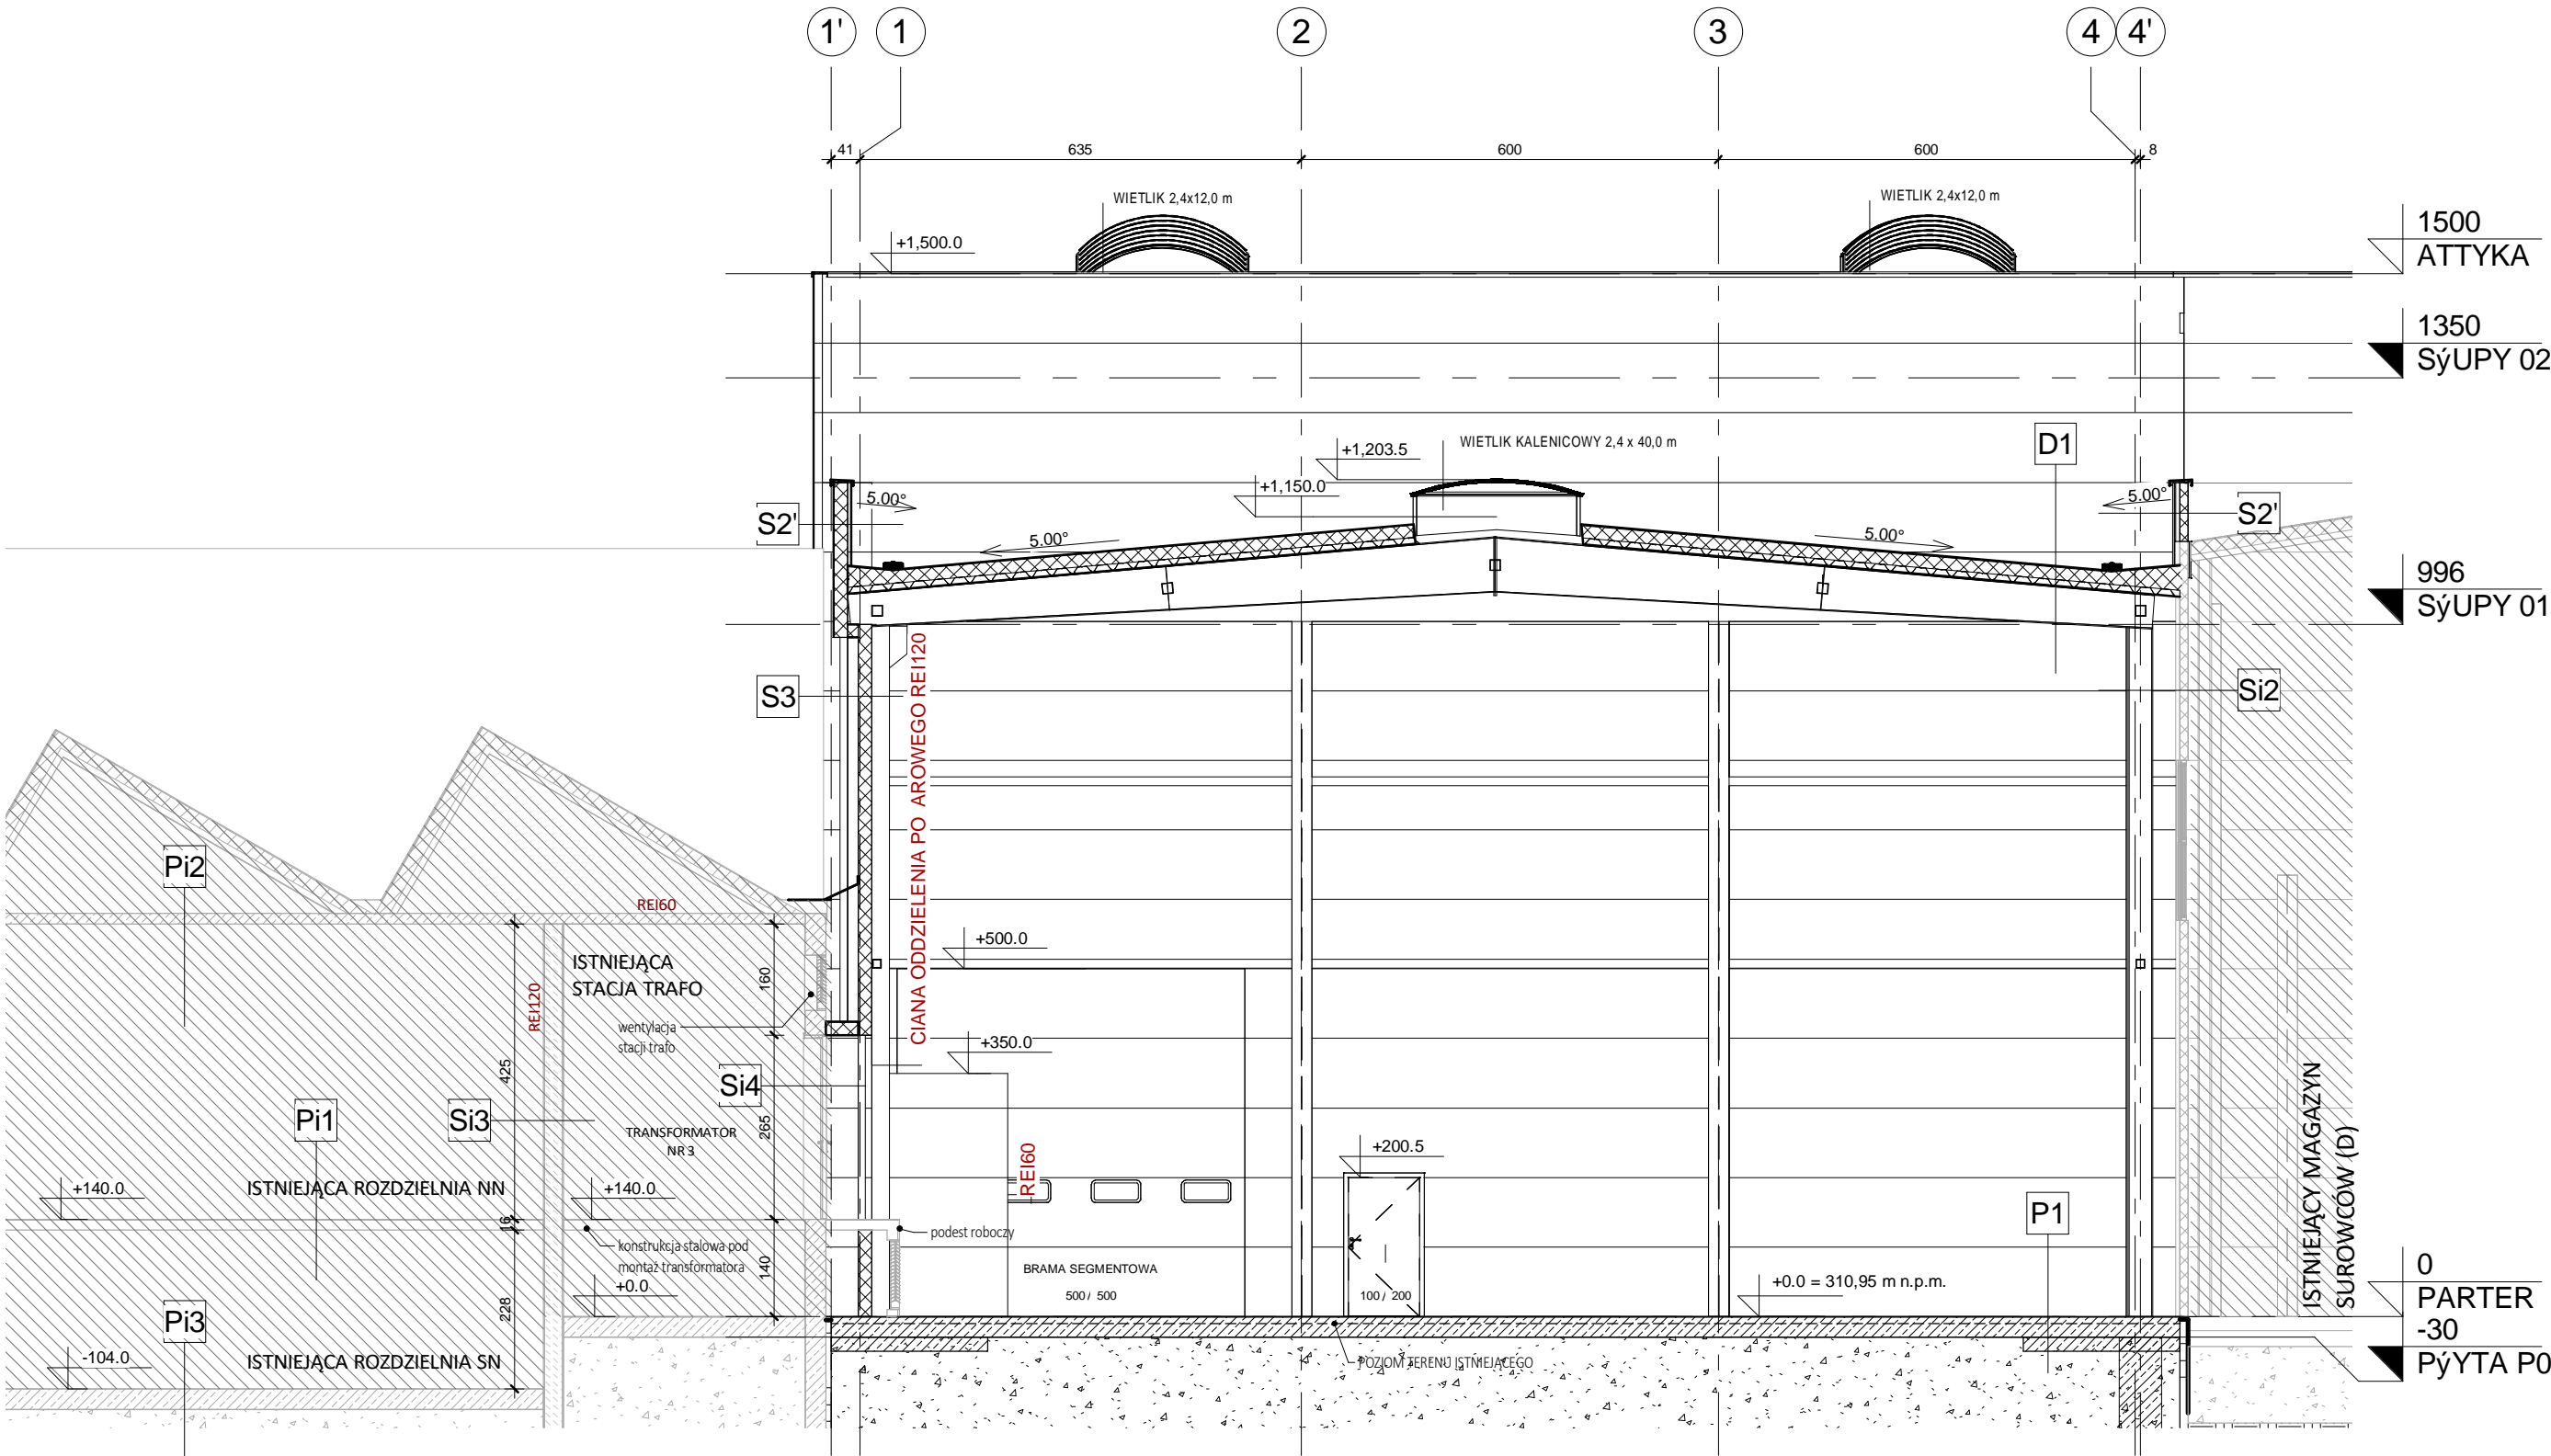 1' 1 2 3 4 4'
41 635 600 600 8
WIETLIK 2,4x12,0 m
WIETLIK 2,4x12,0 m
1500
ATTYKA
+1,500.0
1350
SýUPY 02
WIETLIK KALENICOWY 2,4 x 40,0 m
+1,203.5
D1
+1,150.0
5.00°
5.00°
S2'
S2'
5.00°
5.00°
996
SýUPY 01
S3
Si2
CIANA ODDZIELENIA PO AROWEGO REI120
Pi2
REI60
+500.0
ISTNIEJĄCA
STACJA TRAFO
160
REI120
wentylacja
stacji trafo
+350.0
425
Si4
Pi1
Si3
265
TRANSFORMATOR
NR 3
+200.5
REI60
ISTNIEJĄCY MAGAZYN
SUROWCÓW (D)
+140.0
ISTNIEJĄCA ROZDZIELNIA NN
+140.0
P1
16
podest roboczy
konstrukcja stalowa pod
montaż transformatora
140
BRAMA SEGMENTOWA
500 / 500
100 / 200
+0.0 = 310,95 m n.p.m.
+0.0
0
PARTER
228
Pi3
-30
PýYTA P0
-104.0
ISTNIEJĄCA ROZDZIELNIA SN
POZIOM TERENU ISTNIEJĄCEGO